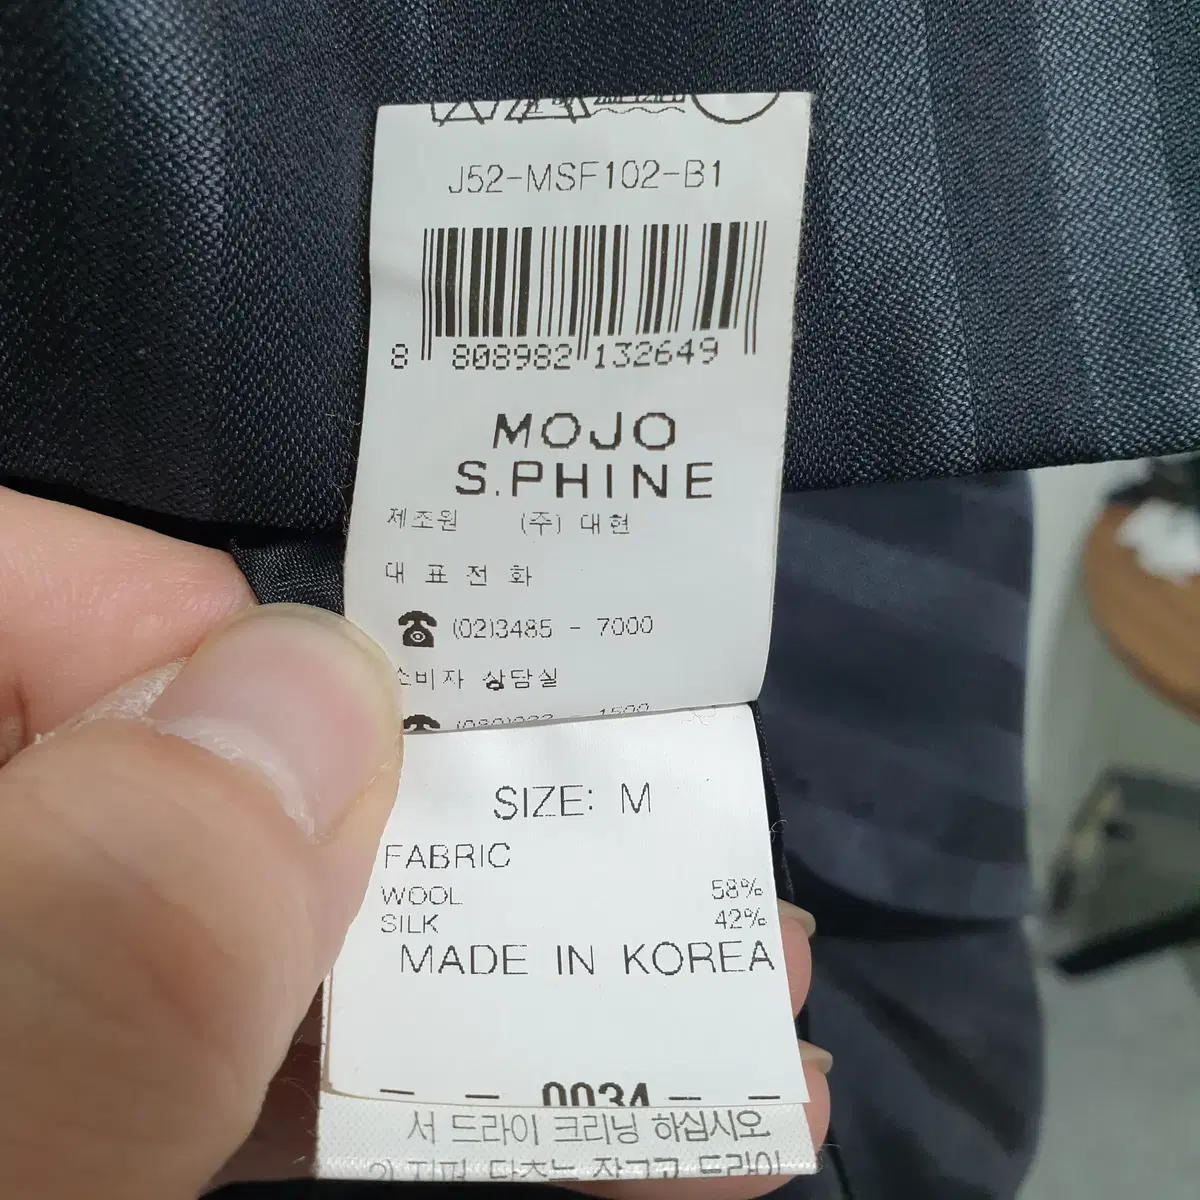 J52-MSF102-B1
8 808982 132649
MOJO
S.PHINE
제조원 (주) 대현
대 표 전 화
(02)3485 - 7000
소비자 상담실
SIZE: M
FABRIC
WOOL 58%
SILK 42%
MADE IN KOREA
0034
서 드라이 크리닝 하십시오